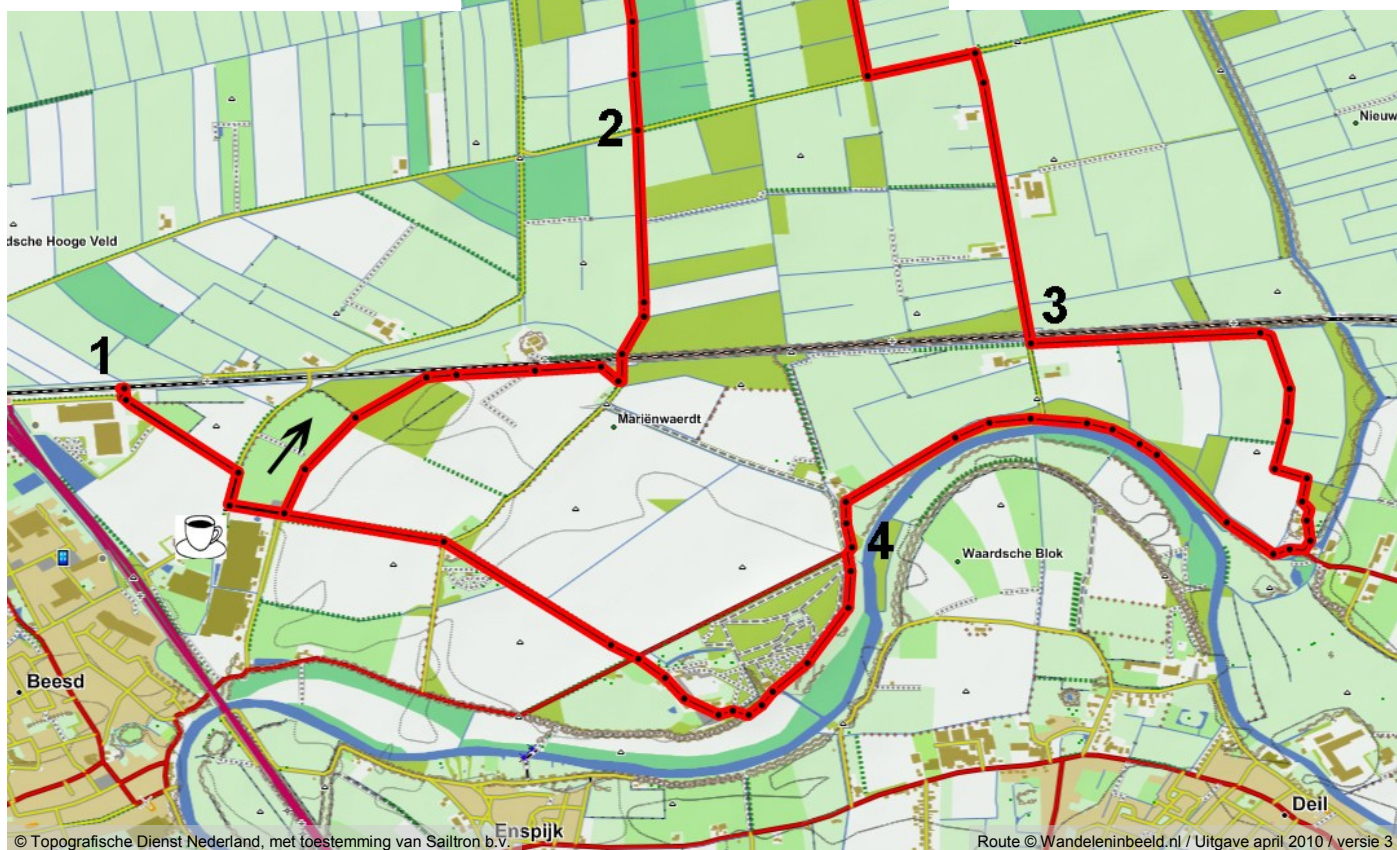 2
Nieuw
dsche Hooge Veld
3
1
Mariënwaerdt
4
Waardsche Blok
Beesd
Deil
Enspijk
© Topografische Dienst Nederland, met toestemming van Sailtron b.v.
Route © Wandeleninbeeld.nl / Uitgave april 2010 / versie 3